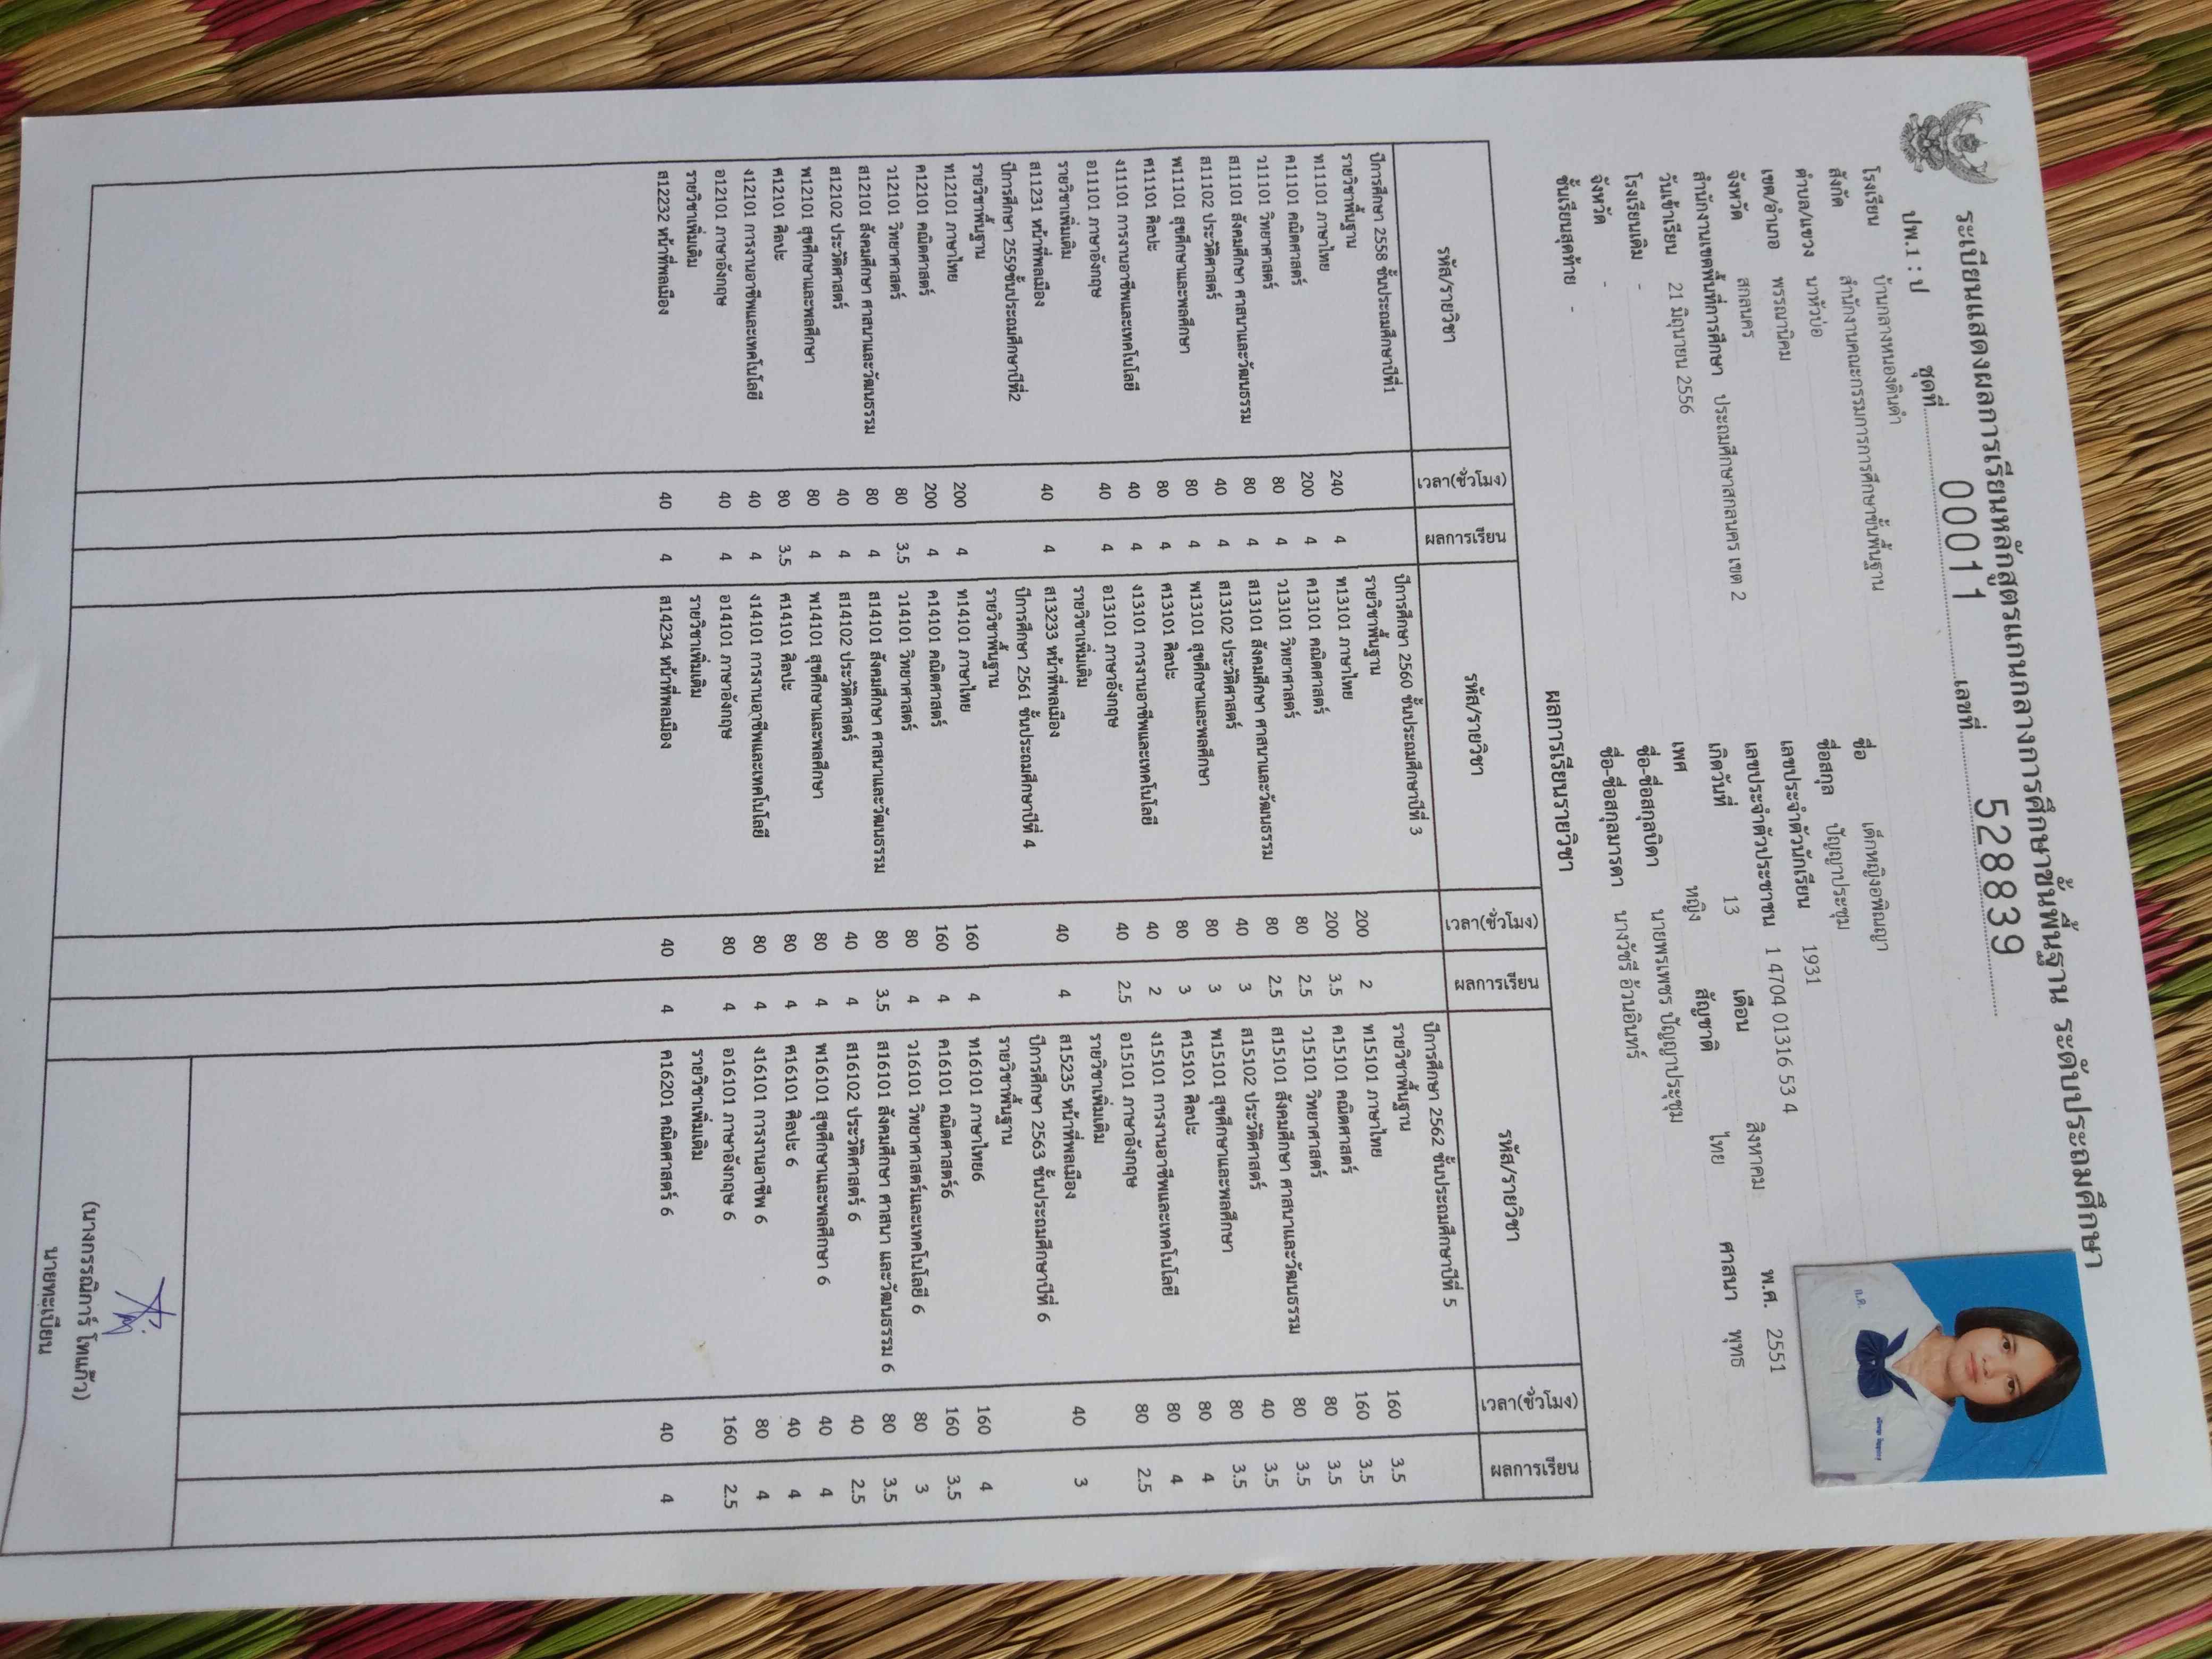 ระเบียนแสดงผลการเรียนหลักสูตรแกนกลางการศึกษาขั้นพื้นฐาน ระดับประถมศึกษา
ปพ.1 : ป ชุดที่ 00011 เลขที่ 528839
โรงเรียน บ้านกลางหนองดินดำ
สังกัด สำนักงานคณะกรรมการการศึกษาขั้นพื้นฐาน
ตำบล/แขวง นาหัวบ่อ
เขต/อำเภอ พรรณานิคม
จังหวัด สกลนคร
สำนักงานเขตพื้นที่การศึกษา ประถมศึกษาสกลนคร เขต 2
วันเข้าเรียน 21 มิถุนายน 2556
โรงเรียนเดิม -
จังหวัด -
ชั้นเรียนสุดท้าย -
ชื่อ เด็กหญิงอพิณญา
ชื่อสกุล ปัญญาประชุม
เลขประจำตัวนักเรียน 1931
เลขประจำตัวประชาชน 1 4704 01316 53 4
เกิดวันที่ 13 เดือน สิงหาคม พ.ศ. 2551
เพศ หญิง สัญชาติ ไทย ศาสนา พุทธ
ชื่อ-ชื่อสกุลบิดา นายพรเพชร ปัญญาประชุม
ชื่อ-ชื่อสกุลมารดา นางวัชรี อ้วนอินทร์
ผลการเรียนรายวิชา
รหัส/รายวิชา เวลา(ชั่วโมง) ผลการเรียน
ปีการศึกษา 2558 ชั้นประถมศึกษาปีที่1
รายวิชาพื้นฐาน
ท11101 ภาษาไทย 240 4
ค11101 คณิตศาสตร์ 200 4
ว11101 วิทยาศาสตร์ 80 4
ส11101 สังคมศึกษา ศาสนาและวัฒนธรรม 80 4
ส11102 ประวัติศาสตร์ 40 4
พ11101 สุขศึกษาและพลศึกษา 80 4
ศ11101 ศิลปะ 80 4
ง11101 การงานอาชีพและเทคโนโลยี 40 4
อ11101 ภาษาอังกฤษ 40 4
รายวิชาเพิ่มเติม
ส11231 หน้าที่พลเมือง 40 4
ปีการศึกษา 2559ชั้นประถมศึกษาปีที่2
รายวิชาพื้นฐาน
ท12101 ภาษาไทย 200 4
ค12101 คณิตศาสตร์ 200 4
ว12101 วิทยาศาสตร์ 80 3.5
ส12101 สังคมศึกษา ศาสนาและวัฒนธรรม 80 4
ส12102 ประวัติศาสตร์ 40 4
พ12101 สุขศึกษาและพลศึกษา 80 4
ศ12101 ศิลปะ 80 3.5
ง12101 การงานอาชีพและเทคโนโลยี 40 4
อ12101 ภาษาอังกฤษ 40 4
รายวิชาเพิ่มเติม
ส12232 หน้าที่พลเมือง 40 4
รหัส/รายวิชา เวลา(ชั่วโมง) ผลการเรียน
ปีการศึกษา 2560 ชั้นประถมศึกษาปีที่ 3
รายวิชาพื้นฐาน
ท13101 ภาษาไทย 200 2
ค13101 คณิตศาสตร์ 200 3.5
ว13101 วิทยาศาสตร์ 80 2.5
ส13101 สังคมศึกษา ศาสนาและวัฒนธรรม 80 2.5
ส13102 ประวัติศาสตร์ 40 3
พ13101 สุขศึกษาและพลศึกษา 80 3
ศ13101 ศิลปะ 80 3
ง13101 การงานอาชีพและเทคโนโลยี 40 2
อ13101 ภาษาอังกฤษ 40 2.5
รายวิชาเพิ่มเติม
ส13233 หน้าที่พลเมือง 40 4
ปีการศึกษา 2561 ชั้นประถมศึกษาปีที่ 4
รายวิชาพื้นฐาน
ท14101 ภาษาไทย 160 4
ค14101 คณิตศาสตร์ 160 4
ว14101 วิทยาศาสตร์ 80 4
ส14101 สังคมศึกษา ศาสนาและวัฒนธรรม 80 3.5
ส14102 ประวัติศาสตร์ 40 4
พ14101 สุขศึกษาและพลศึกษา 80 4
ศ14101 ศิลปะ 80 4
ง14101 การงานอาชีพและเทคโนโลยี 80 4
อ14101 ภาษาอังกฤษ 80 4
รายวิชาเพิ่มเติม
ส14234 หน้าที่พลเมือง 40 4
รหัส/รายวิชา เวลา(ชั่วโมง) ผลการเรียน
ปีการศึกษา 2562 ชั้นประถมศึกษาปีที่ 5
รายวิชาพื้นฐาน
ท15101 ภาษาไทย 160 3.5
ค15101 คณิตศาสตร์ 160 3.5
ว15101 วิทยาศาสตร์ 80 3.5
ส15101 สังคมศึกษา ศาสนาและวัฒนธรรม 80 3.5
ส15102 ประวัติศาสตร์ 40 3.5
พ15101 สุขศึกษาและพลศึกษา 80 3.5
ศ15101 ศิลปะ 80 4
ง15101 การงานอาชีพและเทคโนโลยี 80 4
อ15101 ภาษาอังกฤษ 80 2.5
รายวิชาเพิ่มเติม
ส15235 หน้าที่พลเมือง 40 3
ปีการศึกษา 2563 ชั้นประถมศึกษาปีที่ 6
รายวิชาพื้นฐาน
ท16101 ภาษาไทย6 160 4
ค16101 คณิตศาสตร์6 160 3.5
ว16101 วิทยาศาสตร์และเทคโนโลยี 6 80 3
ส16101 สังคมศึกษา ศาสนา และวัฒนธรรม 6 80 3.5
ส16102 ประวัติศาสตร์ 6 40 2.5
พ16101 สุขศึกษาและพลศึกษา 6 40 4
ศ16101 ศิลปะ 6 40 4
ง16101 การงานอาชีพ 6 80 4
อ16101 ภาษาอังกฤษ 6 160 2.5
รายวิชาเพิ่มเติม
ค16201 คณิตศาสตร์ 6 40 4
(นางกรรณิการ์ โทแก้ว)
นายทะเบียน